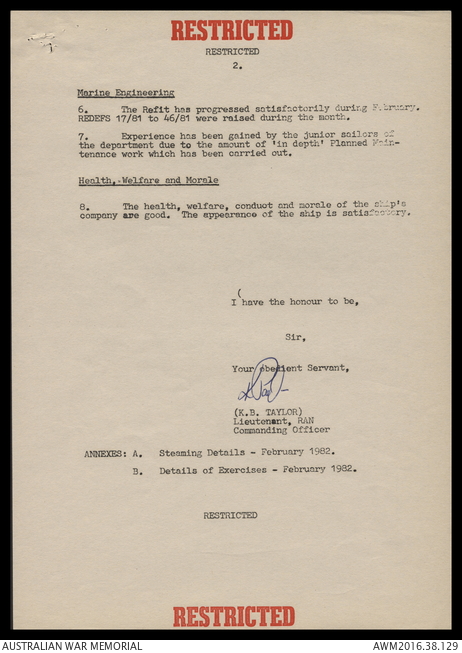 RESTRICTED
RESTRICTED
2.
Marine Engineering
6. The Refit has progressed satisfactorily during February.
REDEFS 17/81 to 46/81 were raised during the month.
7. Experience has been gained by the junior sailors of
the department due to the amount of 'in depth' Planned Main-
tenance work which has been carried out.
Health, Welfare and Morale
8. The health, welfare, conduct and morale of the ship's
company are good. The appearance of the ship is satisfactory.
I have the honour to be,
Sir,
Your obedient Servant,
(K.B. TAYLOR)
Lieutenant, RAN
Commanding Officer
ANNEXES: A. Steaming Details - February 1982.
B. Details of Exercises - February 1982.
RESTRICTED
RESTRICTED
AUSTRALIAN WAR MEMORIAL AWM2016.38.129